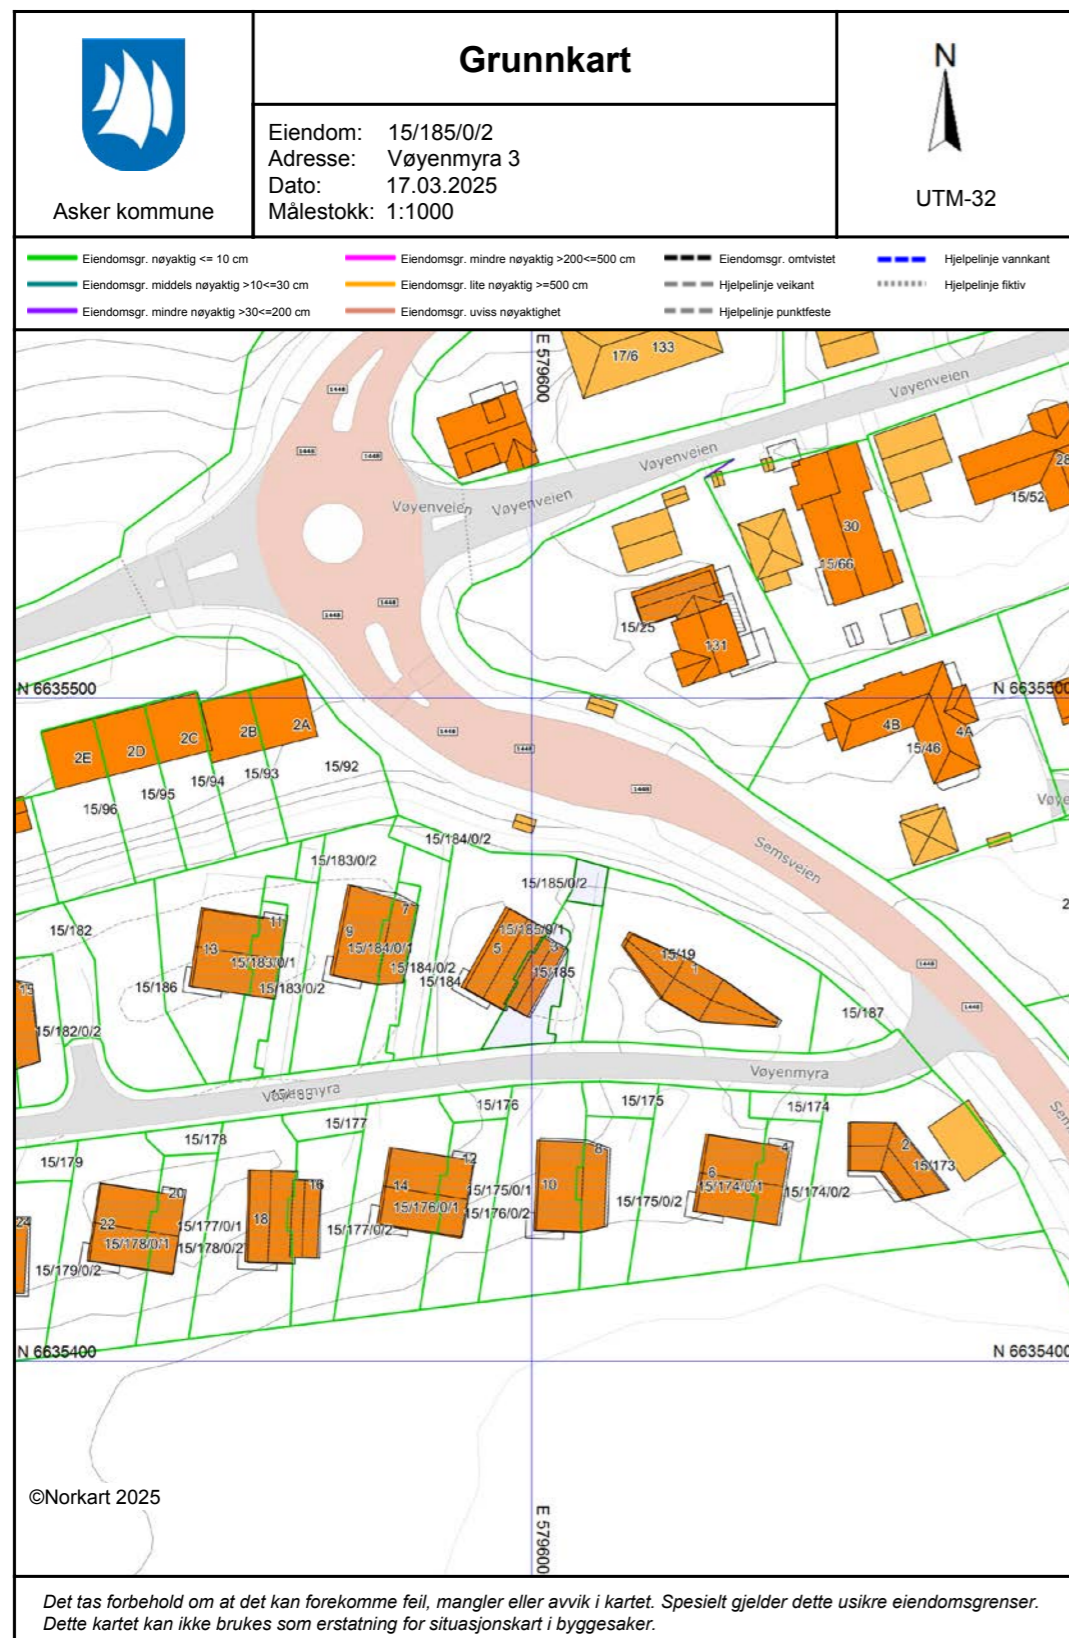 Grunnkart
Eiendom: 15/185/0/2
Adresse: Vøyenmyra 3
Dato: 17.03.2025
Målestokk: 1:1000
Asker kommune
N
UTM-32
Eiendomsgr. nøyaktig <= 10 cm
Eiendomsgr. middels nøyaktig >10<=30 cm
Eiendomsgr. mindre nøyaktig >30<=200 cm
Eiendomsgr. mindre nøyaktig >200<=500 cm
Eiendomsgr. lite nøyaktig >=500 cm
Eiendomsgr. uviss nøyaktighet
Eiendomsgr. omtvistet
Hjelpelinje veikant
Hjelpelinje punktfeste
Hjelpelinje vannkant
Hjelpelinje fiktiv
E 579600
17/6
133
Vøyenveien
1448
Vøyenveien
28
15/52
1448
1448
Vøyenveien
Vøyenveien
30
15/66
1448
1448
15/25
131
N 6635500
N 6635500
2E
2D
2C
2B
2A
1448
1448
4B
4A
15/46
15/96
15/95
15/94
15/93
15/92
1448
Semsveien
15/184/0/2
15/183/0/2
15/185/0/2
15/182
13
11
9
7
15/184/0/1
15/183/0/1
15/183/0/2
15/184/0/2
15/184
15/186
15/185/0/1
5
3
15/185
15/19
1
1448
1448
15/187
15
15/182/0/2
Vøyenmyra
Vøyenmyra
15/179
15/178
15/177
15/176
15/175
15/174
2
15/173
20
22
15/178/0/1
15/177/0/1
15/178/0/2
15/179/0/2
24
18
16
15/177/0/2
14
12
15/176/0/1
15/175/0/1
15/176/0/2
10
8
15/175/0/2
6
4
15/174/0/1
15/174/0/2
N 6635400
N 6635400
©Norkart 2025
E 579600
Det tas forbehold om at det kan forekomme feil, mangler eller avvik i kartet. Spesielt gjelder dette usikre eiendomsgrenser.
Dette kartet kan ikke brukes som erstatning for situasjonskart i byggesaker.